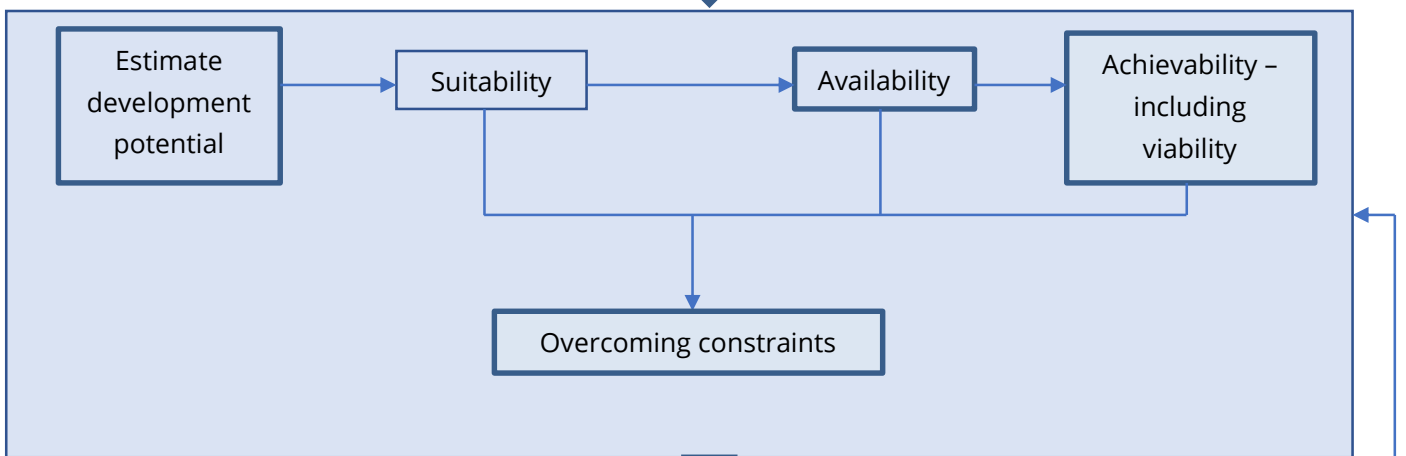 Estimate
development
potential
Suitability
Availability
Achievability –
including
viability
Overcoming constraints